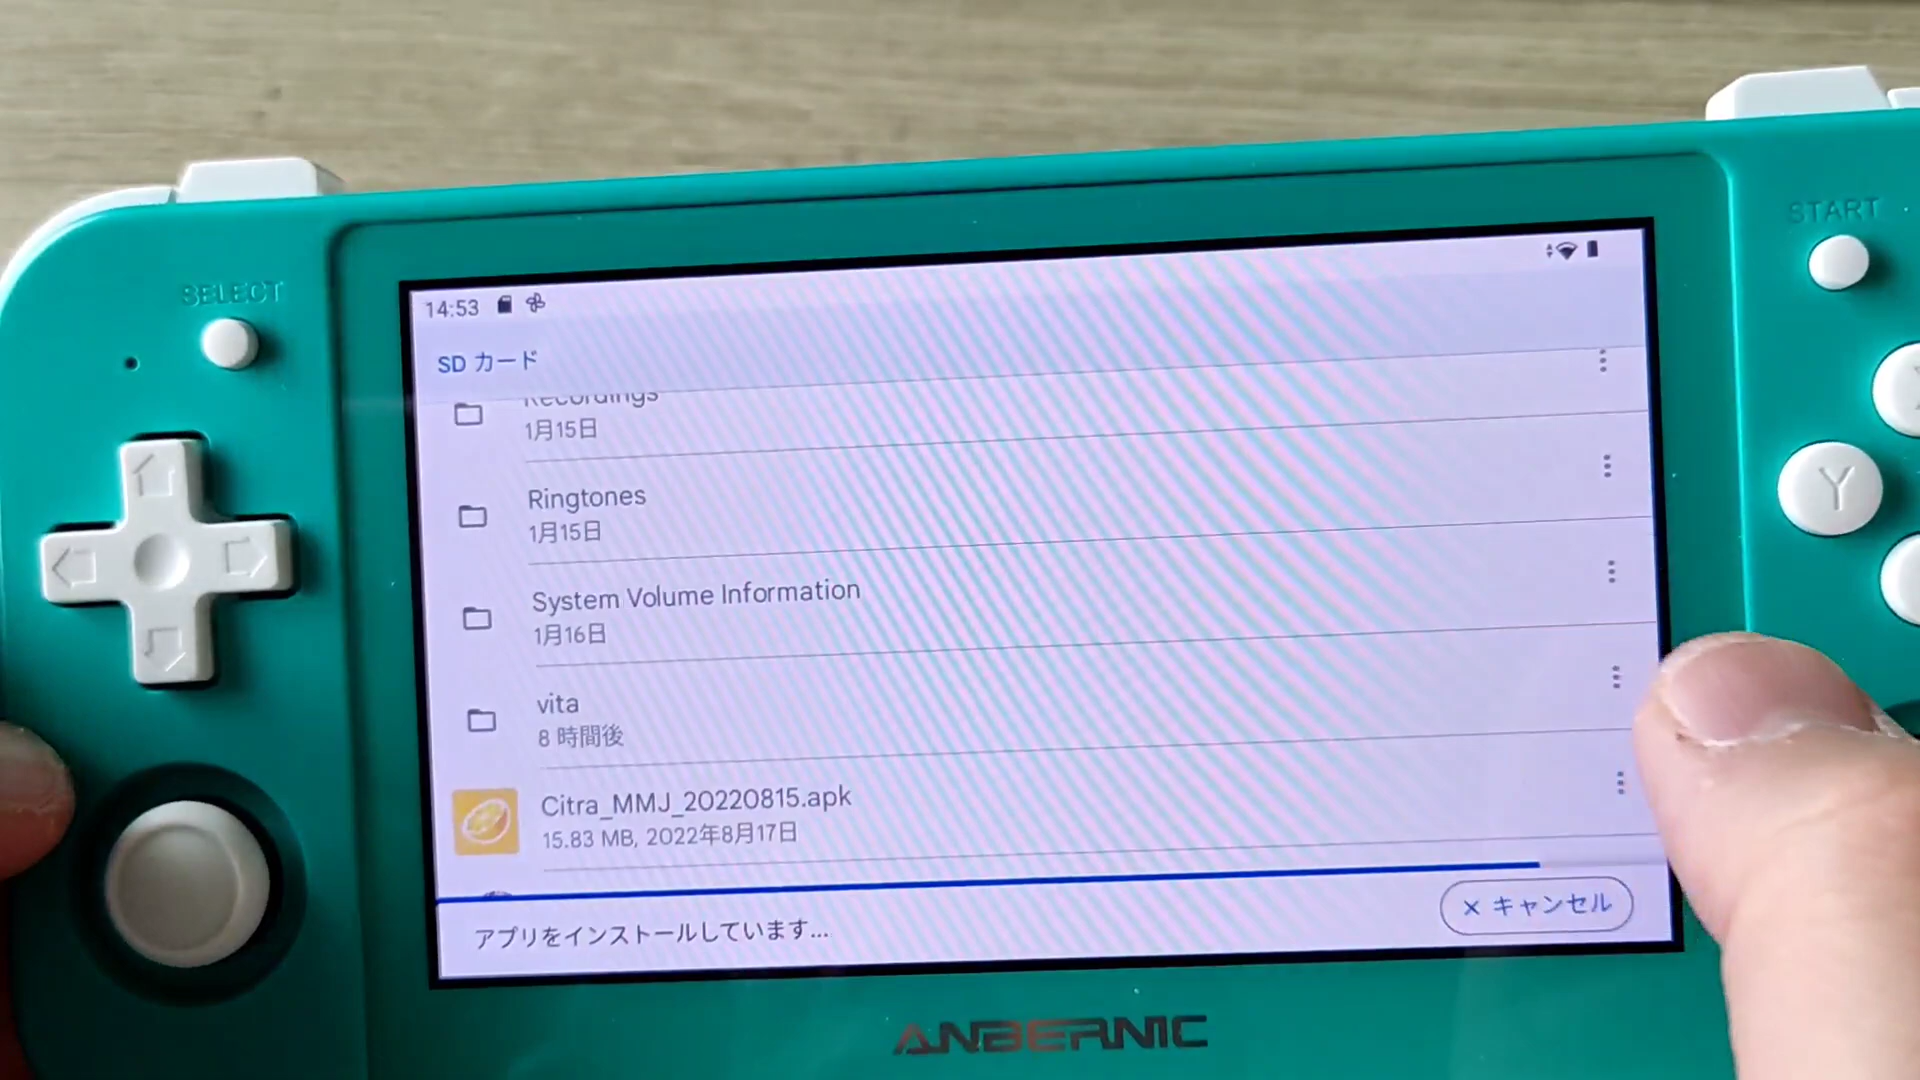 SELECT
START
14:53
SD カード
Recordings
1月15日
Ringtones
1月15日
System Volume Information
1月16日
vita
8 時間後
Citra_MMJ_20220815.apk
15.83 MB, 2022年8月17日
アプリをインストールしています...
× キャンセル
Y
ANBERNIC